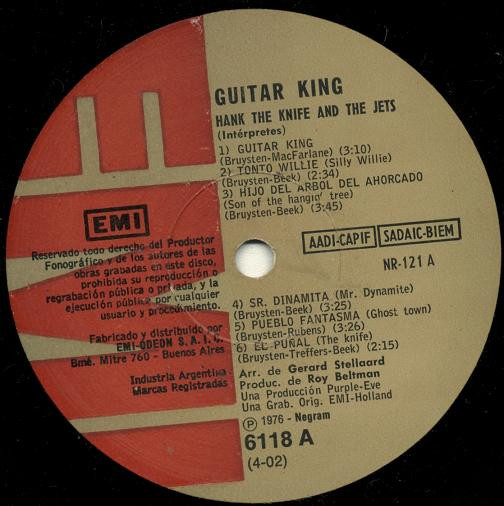 GUITAR KING
HANK THE KNIFE AND THE JETS
(Intérpretes)
1) GUITAR KING
(Bruysten-MacFarlane) (3:10)
2) TONTO WILLIE (Silly Willie)
(Bruysten-Beek) (2:34)
3) HIJO DEL ARBOL DEL AHORCADO
(Son of the hangin' tree)
(Bruysten-Beek) (3:45)
EMI
Reservado todo derecho del Productor
Fonográfico y de los autores de las
obras grabadas en este disco,
prohibida su reproducción o
regrabación pública o privada, y la
ejecución pública por cualquier
usuario y procedimiento.
Fabricado y distribuido por
EMI-ODEON S.A.I.C.
Bmé. Mitre 760 - Buenos Aires
Industria Argentina
Marcas Registradas
AADI-CAPIF SADAIC-BIEM
NR-121 A
4) SR. DINAMITA (Mr. Dynamite)
(Bruysten-Beek) (3:25)
5) PUEBLO FANTASMA (Ghost town)
(Bruysten-Rubens) (3:26)
6) EL PUÑAL (The knife)
(Bruysten-Treffers-Beek) (2:15)
Arr. de Gerard Stellaard
Produc. de Roy Beltman
Una Producción Purple-Eve
Una Grab. Orig. EMI-Holland
Ⓟ 1976 - Negram
6118 A
(4-02)